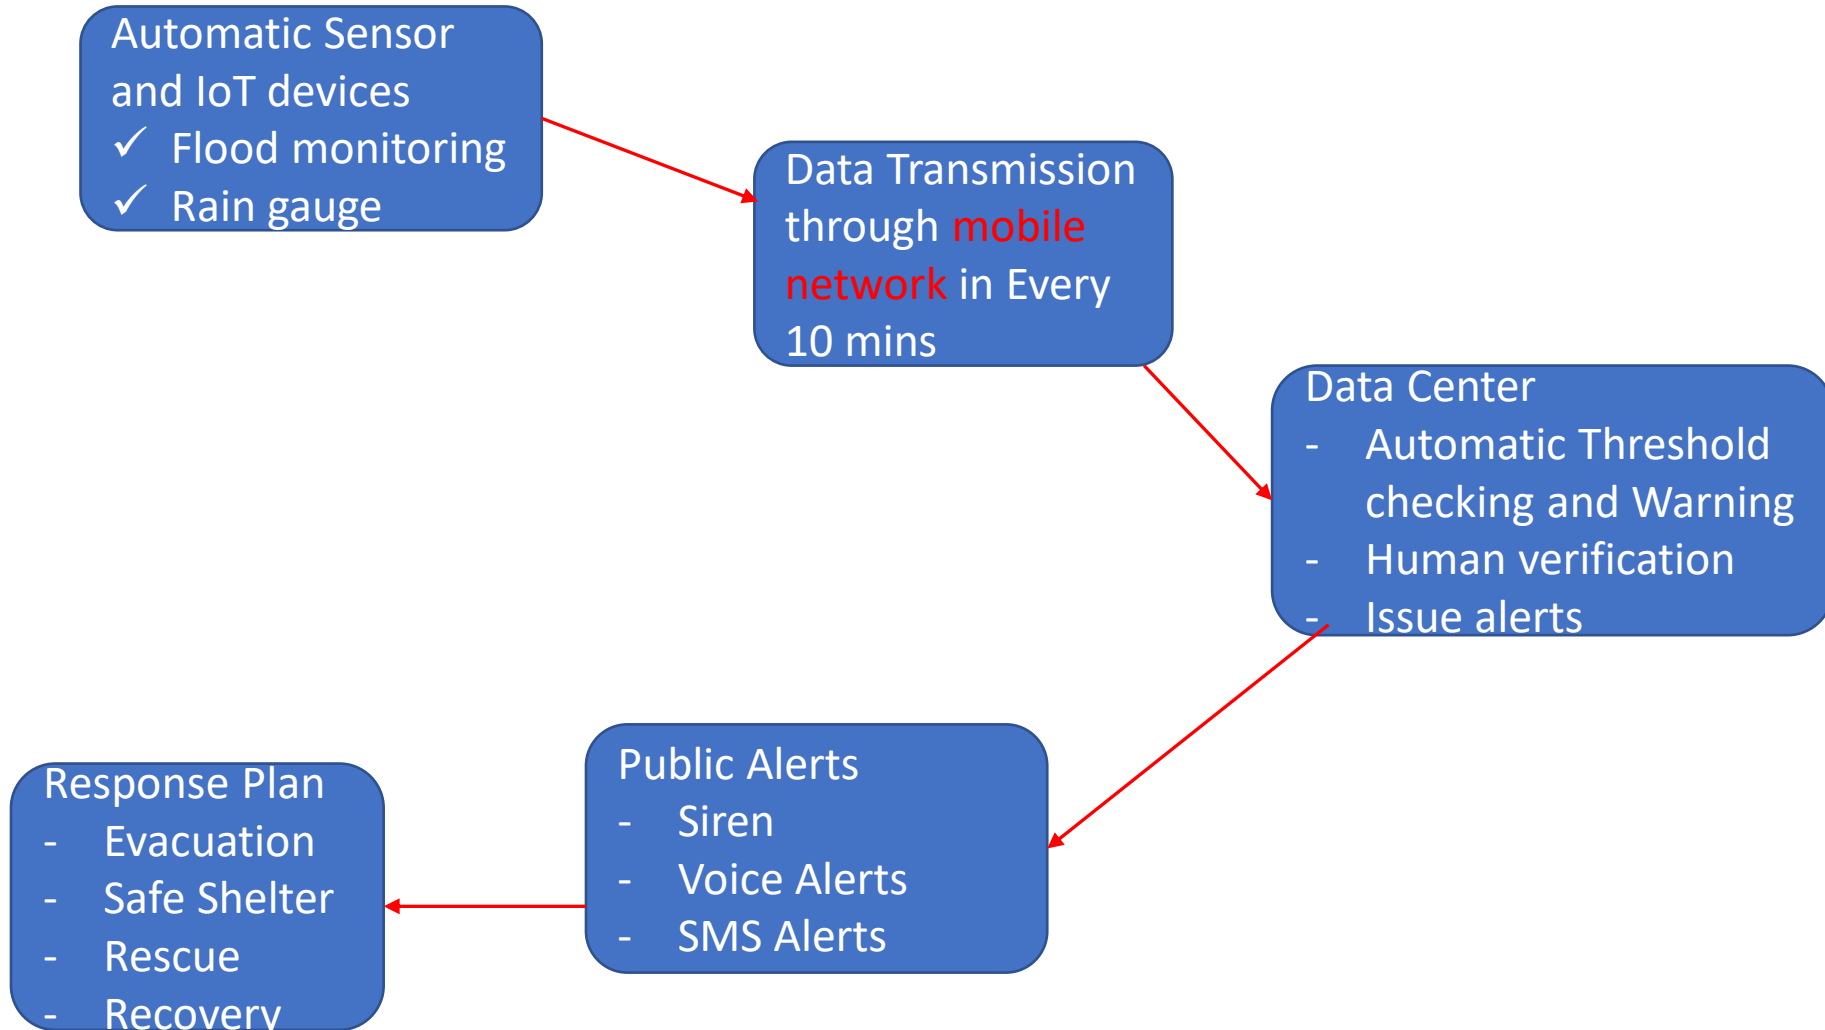 Automatic Sensor
and IoT devices
✓ Flood monitoring
✓ Rain gauge
Data Transmission
through mobile
network in Every
10 mins
Data Center
- Automatic Threshold
checking and Warning
- Human verification
- Issue alerts
Public Alerts
- Siren
- Voice Alerts
- SMS Alerts
Response Plan
- Evacuation
- Safe Shelter
- Rescue
- Recovery